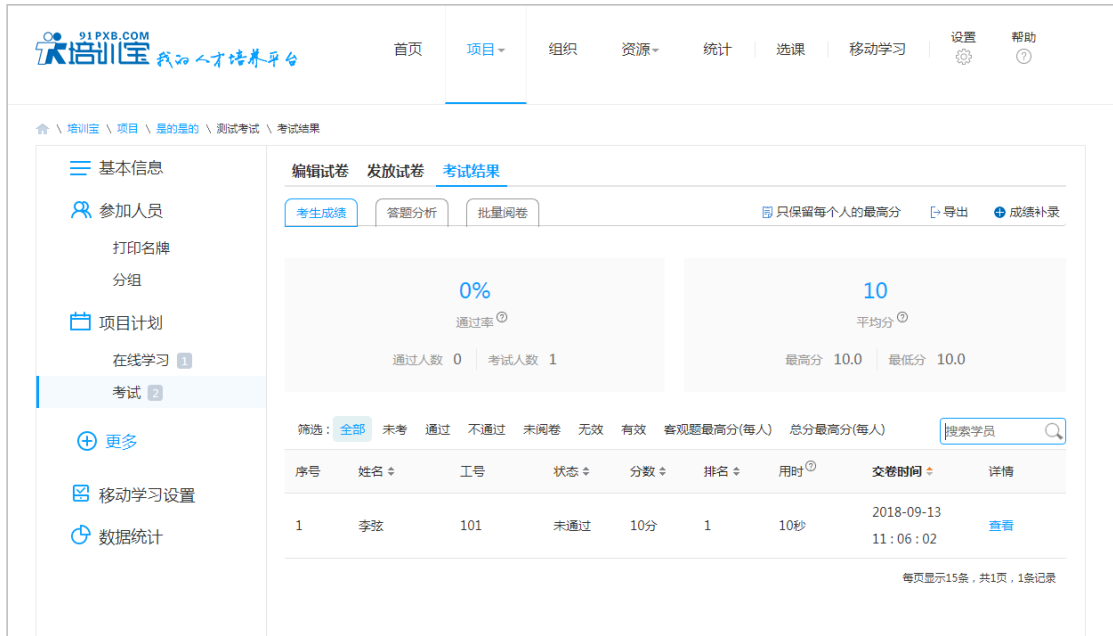 91PXB.COM
培训宝 我的人才培养平台
首页 项目 组织 资源 统计 选课 移动学习 设置 帮助
\ 培训宝 \ 项目 \ 是的是的 \ 测试考试 \ 考试结果
基本信息
参加人员
打印名牌
分组
项目计划
在线学习 1
考试 2
更多
移动学习设置
数据统计
编辑试卷 发放试卷 考试结果
考生成绩 答题分析 批量阅卷 只保留每个人的最高分 导出 成绩补录
0%
通过率
通过人数 0 考试人数 1
10
平均分
最高分 10.0 最低分 10.0
筛选: 全部 未考 通过 不通过 未阅卷 无效 有效 客观题最高分(每人) 总分最高分(每人) 搜索学员
序号 姓名 工号 状态 分数 排名 用时 交卷时间 详情
1 李弦 101 未通过 10分 1 10秒 2018-09-13 查看
11:06:02
每页显示15条，共1页，1条记录